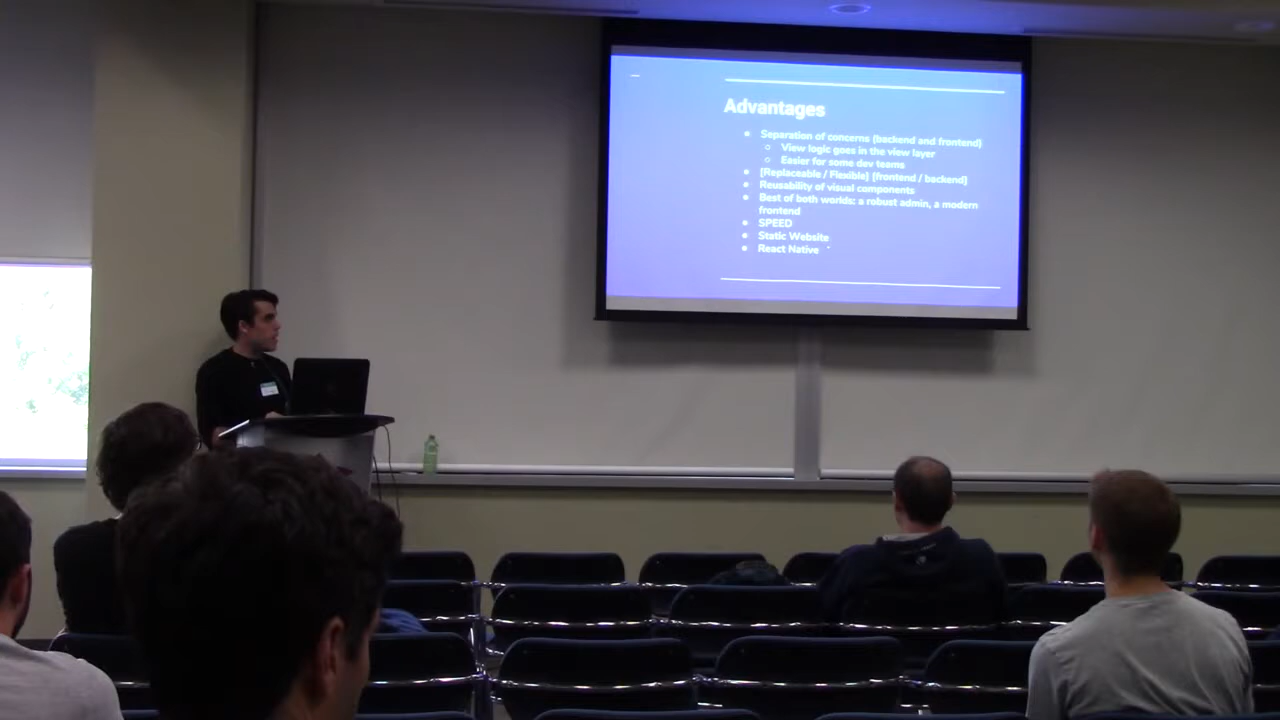 Advantages
Separation of concerns (backend and frontend)
View logic goes in the view layer
Easier for some dev teams
[Replaceable / Flexible] [frontend / backend]
Reusability of visual components
Best of both worlds: a robust admin, a modern
frontend
SPEED
Static Website
React Native